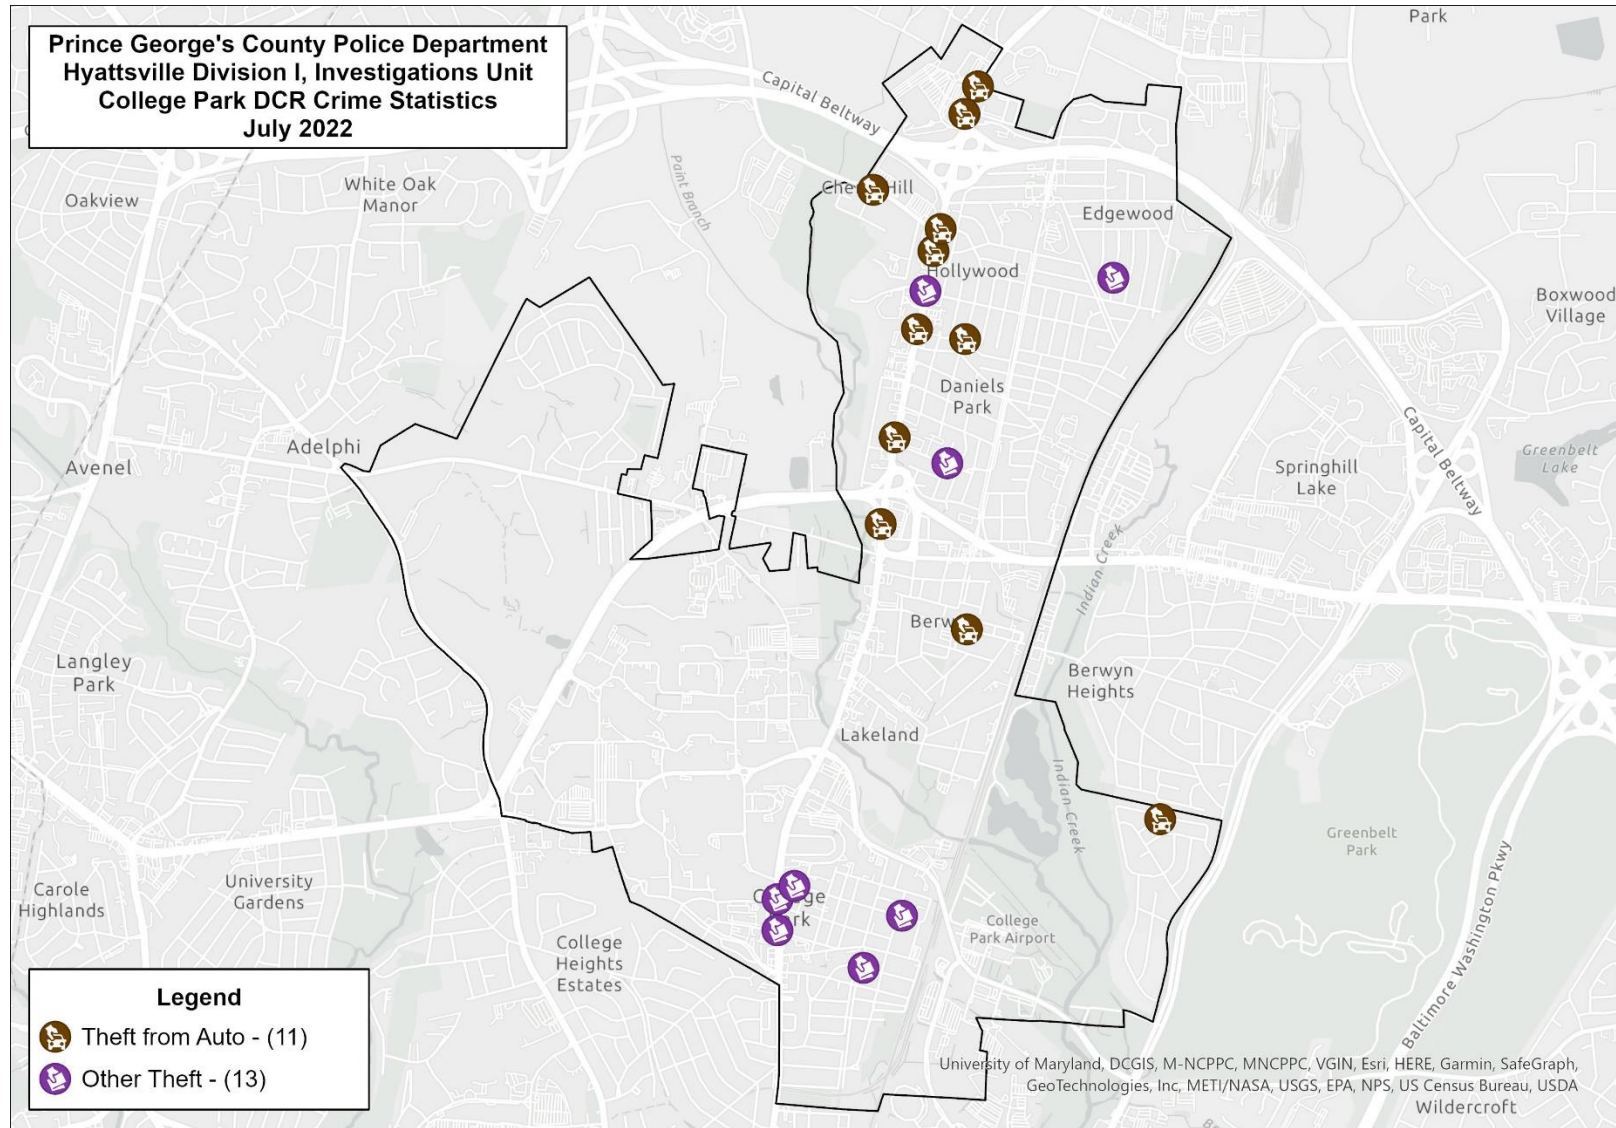 Prince George's County Police Department
Hyattsville Division I, Investigations Unit
College Park DCR Crime Statistics
July 2022
Park
Capital Beltway
Paint Branch
Oakview
White Oak
Manor
Edgewood
Hollywood
Boxwood
Village
Daniels
Park
Adelphi
Avenel
Springhill
Lake
Capital Beltway
Greenbelt
Lake
Indian Creek
Langley
Park
Berwyn
Heights
Lakeland
Indian Creek
Greenbelt
Park
Baltimore Washington Pkwy
Carole
Highlands
University
Gardens
College
Heights
Estates
College
Park Airport
Legend
Theft from Auto - (11)
Other Theft - (13)
University of Maryland, DCGIS, M-NCPPC, MNCPPC, VGIN, Esri, HERE, Garmin, SafeGraph,
GeoTechnologies, Inc, METI/NASA, USGS, EPA, NPS, US Census Bureau, USDA
Wildercroft